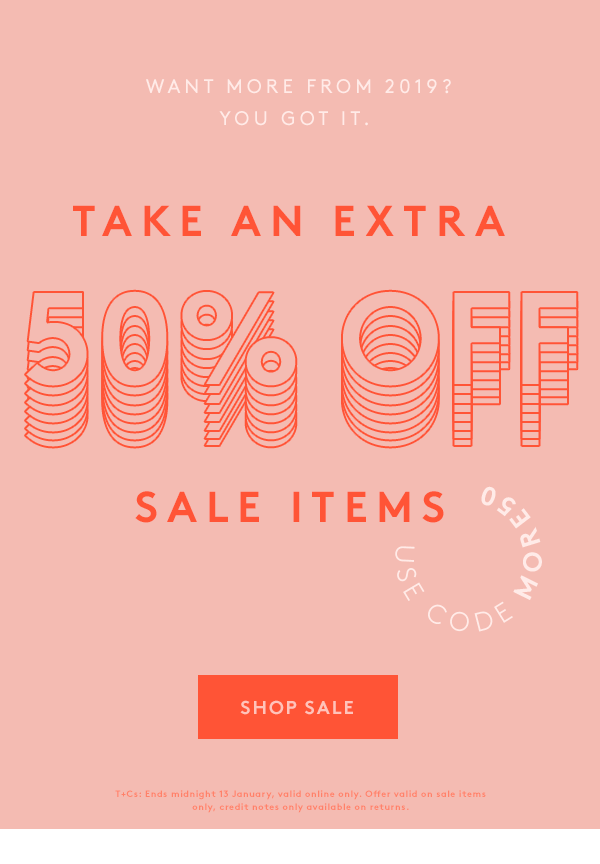 WANT MORE FROM 2019?
YOU GOT IT.
TAKE AN EXTRA
50% OFF
SALE ITEMS
USE CODE MORE50
SHOP SALE
T+Cs: Ends midnight 13 January, valid online only. Offer valid on sale items
only, credit notes only available on returns.